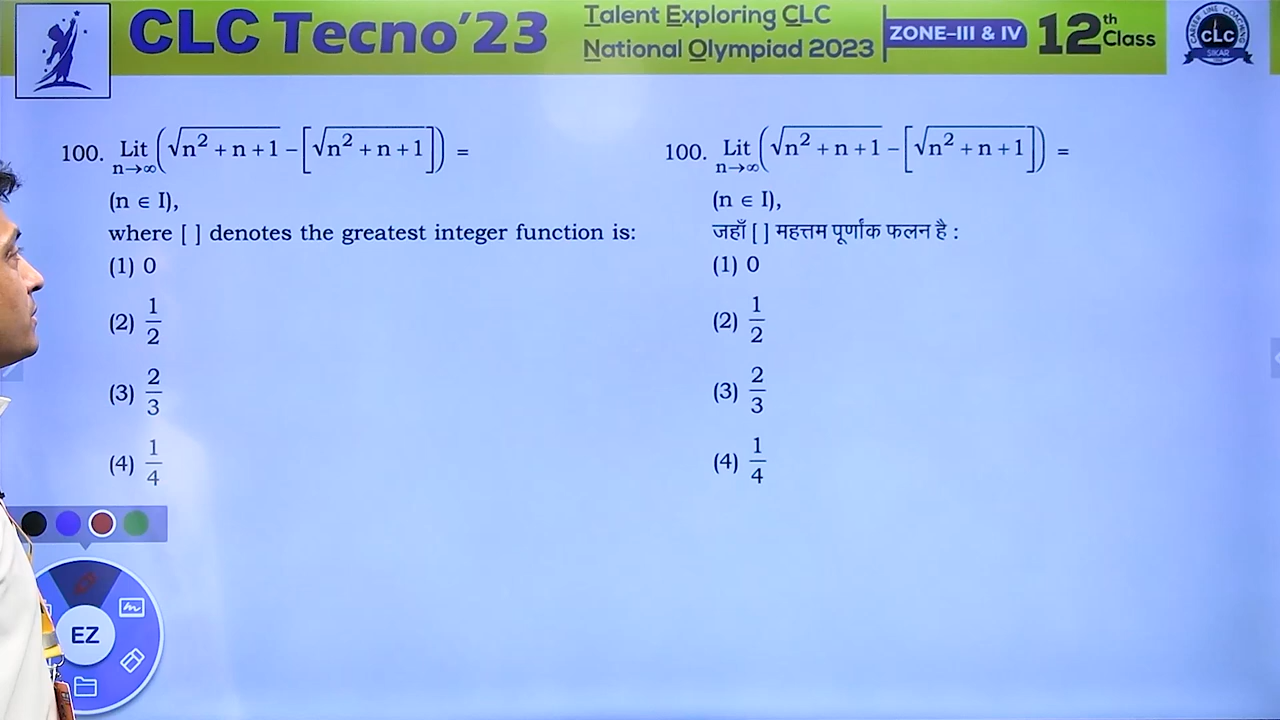 CLC Tecno'23
Talent Exploring CLC
National Olympiad 2023
ZONE–III & IV
12th Class
CAREER LINE COACHING
CLC
SIKAR
100. Lit n→∞ (√n² + n + 1 − [√n² + n + 1]) =
(n ∈ I),
where [ ] denotes the greatest integer function is:
(1) 0
(2) 1/2
(3) 2/3
(4) 1/4
100. Lit n→∞ (√n² + n + 1 − [√n² + n + 1]) =
(n ∈ I),
जहाँ [ ] महत्तम पूर्णांक फलन है :
(1) 0
(2) 1/2
(3) 2/3
(4) 1/4
EZ